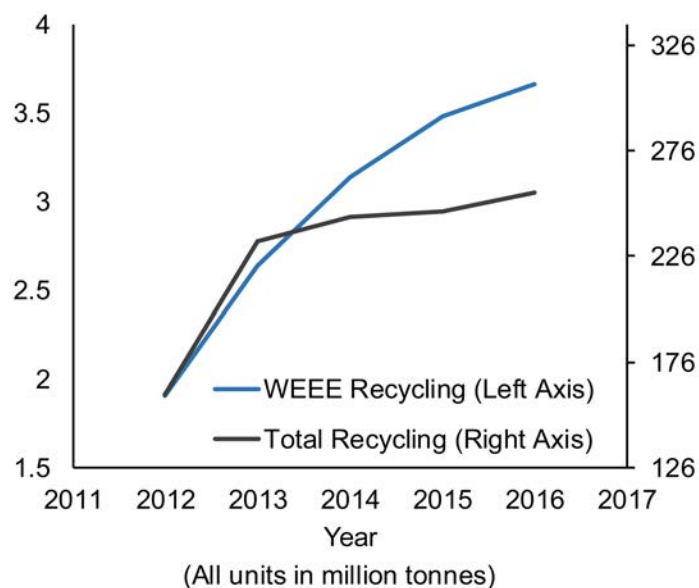 4
3.5
3
2.5
2
1.5
326
276
226
176
126
WEEE Recycling (Left Axis)
Total Recycling (Right Axis)
2011 2012 2013 2014 2015 2016 2017
Year
(All units in million tonnes)